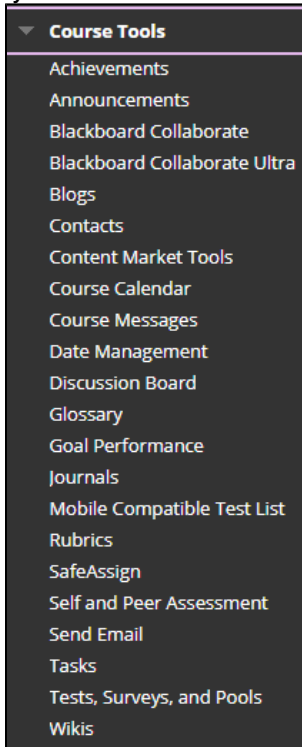 Course Tools
Achievements
Announcements
Blackboard Collaborate
Blackboard Collaborate Ultra
Blogs
Contacts
Content Market Tools
Course Calendar
Course Messages
Date Management
Discussion Board
Glossary
Goal Performance
Journals
Mobile Compatible Test List
Rubrics
SafeAssign
Self and Peer Assessment
Send Email
Tasks
Tests, Surveys, and Pools
Wikis